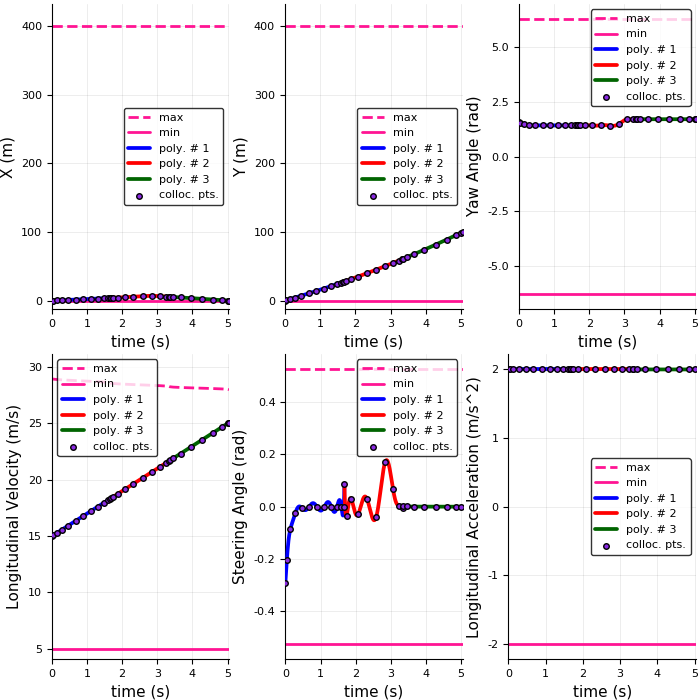 400
300
200
100
0
X (m)
max
min
poly. # 1
poly. # 2
poly. # 3
colloc. pts.
0 1 2 3 4 5
time (s)
400
300
200
100
0
Y (m)
max
min
poly. # 1
poly. # 2
poly. # 3
colloc. pts.
0 1 2 3 4 5
time (s)
5.0
2.5
0.0
-2.5
-5.0
Yaw Angle (rad)
max
min
poly. # 1
poly. # 2
poly. # 3
colloc. pts.
0 1 2 3 4 5
time (s)
30
25
20
15
10
5
Longitudinal Velocity (m/s)
max
min
poly. # 1
poly. # 2
poly. # 3
colloc. pts.
0 1 2 3 4 5
time (s)
0.4
0.2
0.0
-0.2
-0.4
Steering Angle (rad)
max
min
poly. # 1
poly. # 2
poly. # 3
colloc. pts.
0 1 2 3 4 5
time (s)
2
1
0
-1
-2
Longitudinal Acceleration (m/s^2)
max
min
poly. # 1
poly. # 2
poly. # 3
colloc. pts.
0 1 2 3 4 5
time (s)